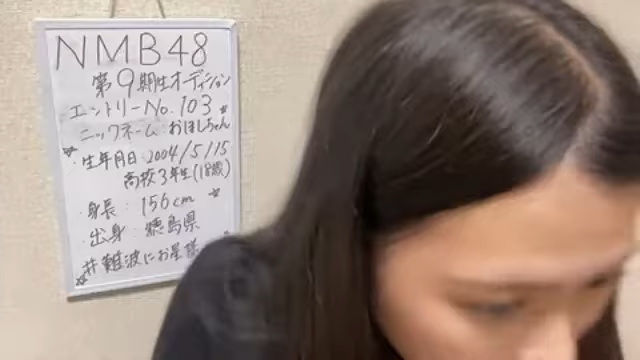 NMB48
第9期生オーディション
エントリーNo.103
ニックネーム:おほしちゃん
・生年月日:2004/5/15
高校3年生(18歳)
・身長:156cm
・出身:徳島県
#難波にお星様